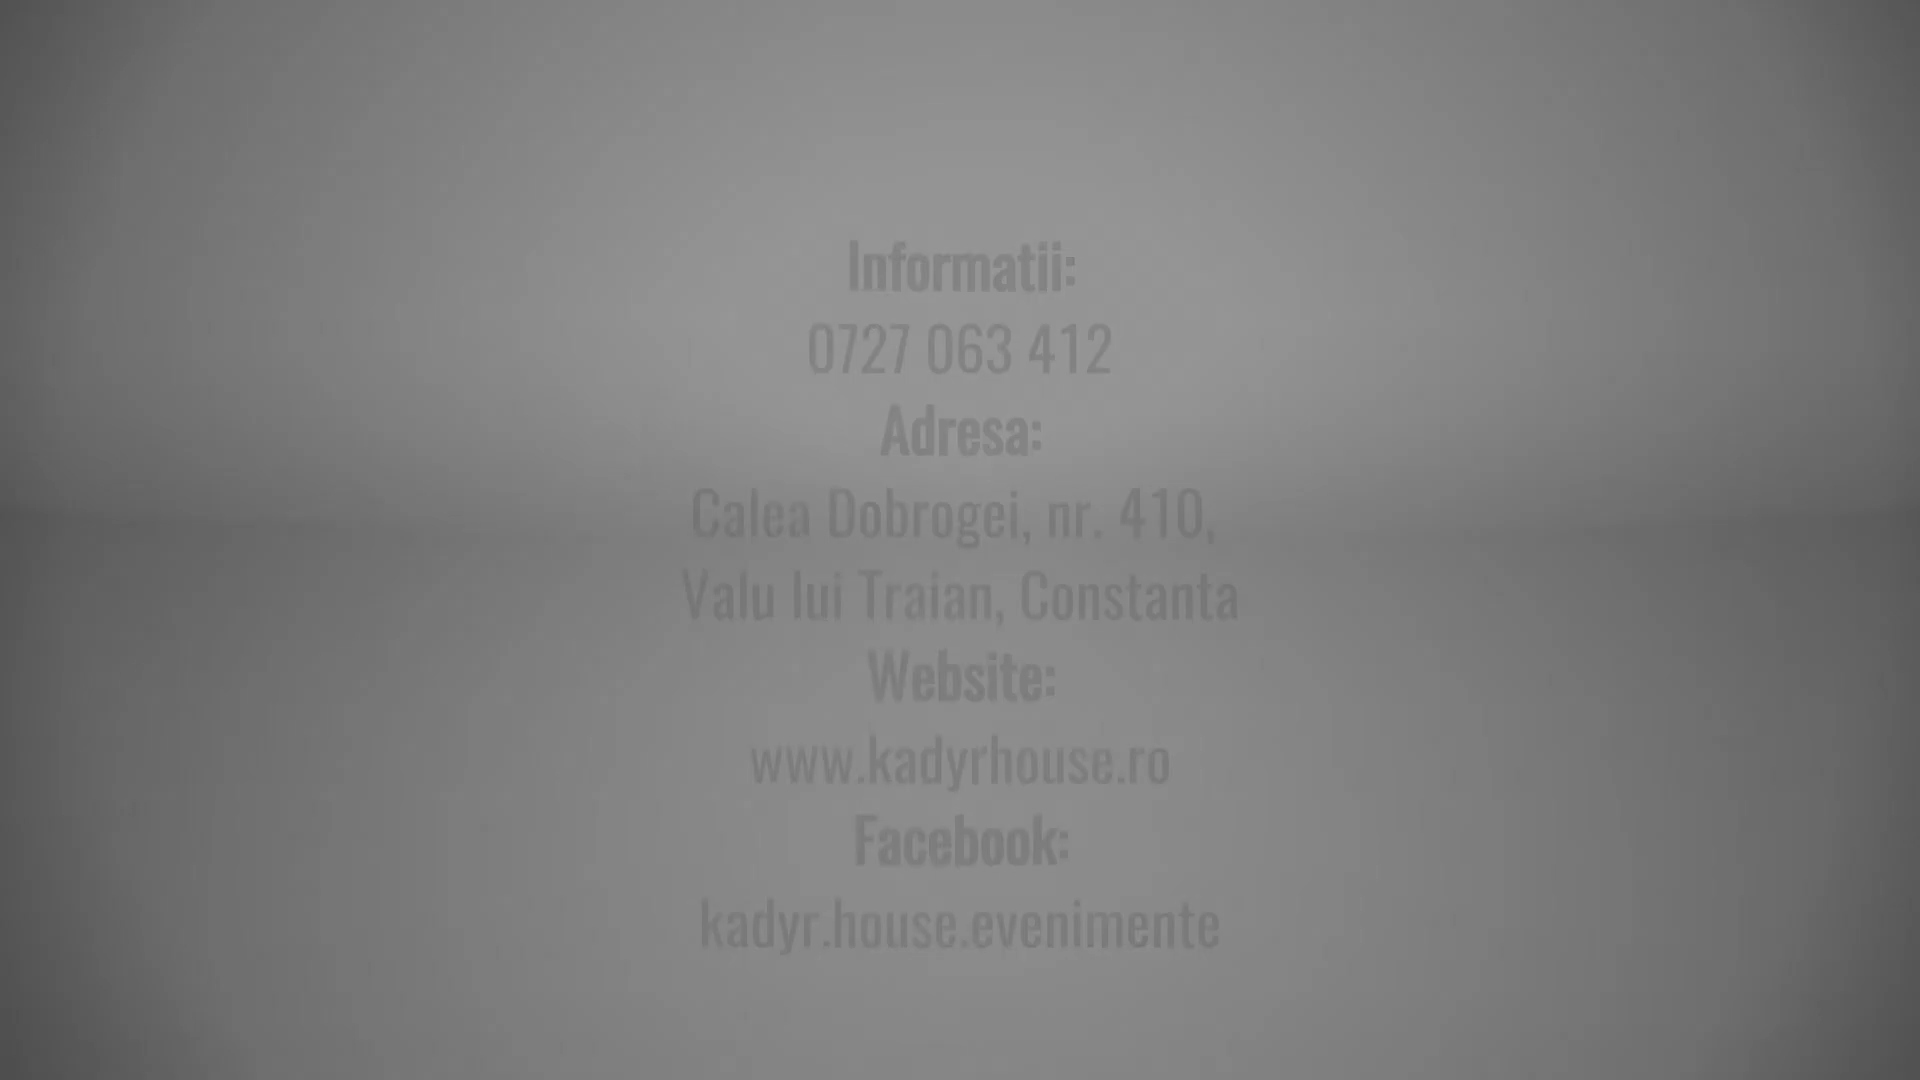 Informatii:
0727 063 412
Adresa:
Calea Dobrogei, nr. 410,
Valu lui Traian, Constanta
Website:
www.kadyrhouse.ro
Facebook:
kadyr.house.evenimente